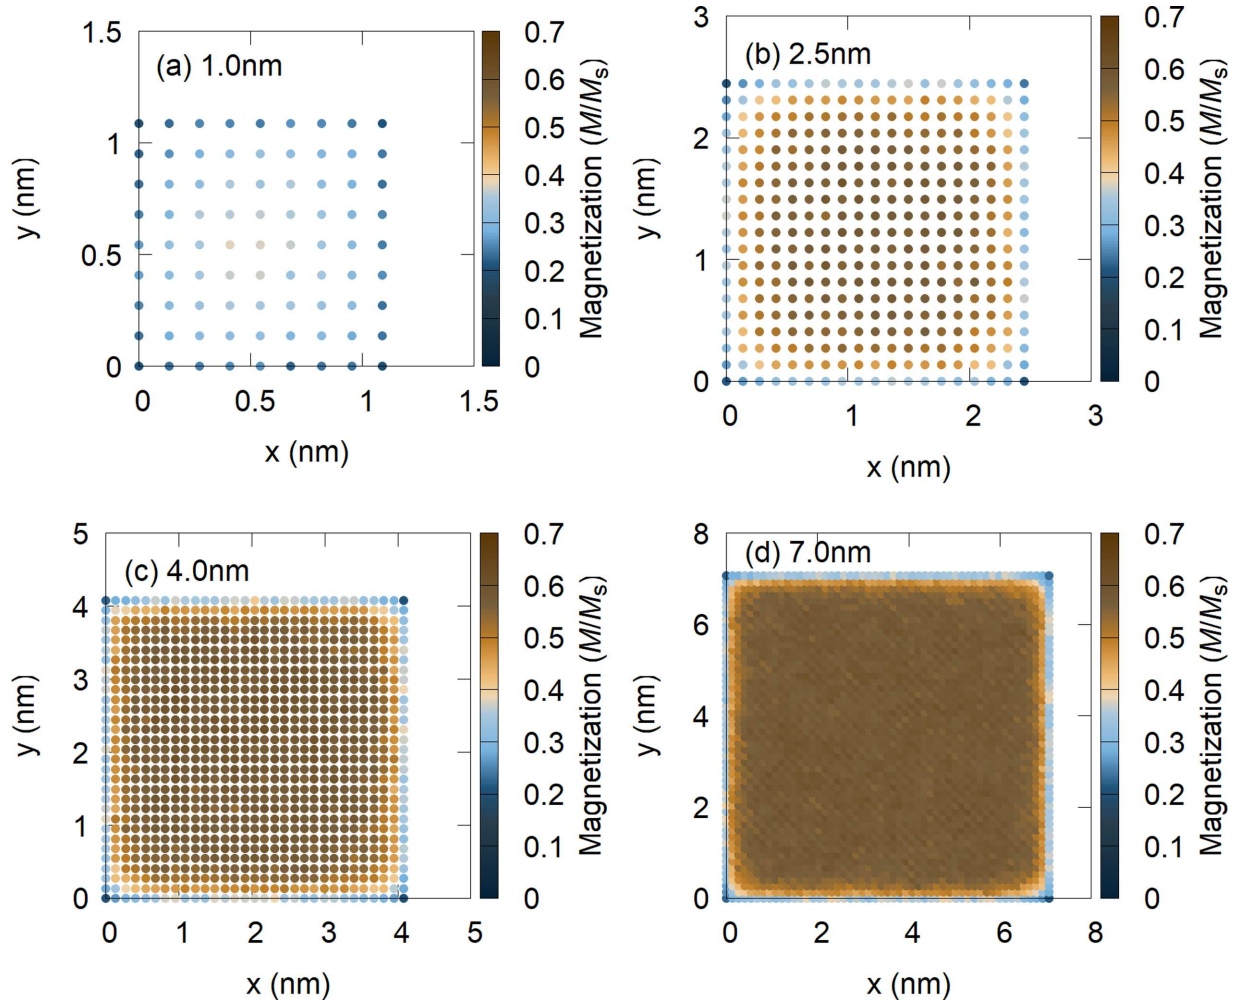 (a) 1.0nm
1.5
1
0.5
0
y (nm)
0 0.5 1 1.5
x (nm)
0.7
0.6
0.5
0.4
0.3
0.2
0.1
0
Magnetization (M/Ms)
(b) 2.5nm
3
2
1
0
y (nm)
0 1 2 3
x (nm)
0.7
0.6
0.5
0.4
0.3
0.2
0.1
0
Magnetization (M/Ms)
(c) 4.0nm
5
4
3
2
1
0
y (nm)
0 1 2 3 4 5
x (nm)
0.7
0.6
0.5
0.4
0.3
0.2
0.1
0
Magnetization (M/Ms)
(d) 7.0nm
8
6
4
2
0
y (nm)
0 2 4 6 8
x (nm)
0.7
0.6
0.5
0.4
0.3
0.2
0.1
0
Magnetization (M/Ms)